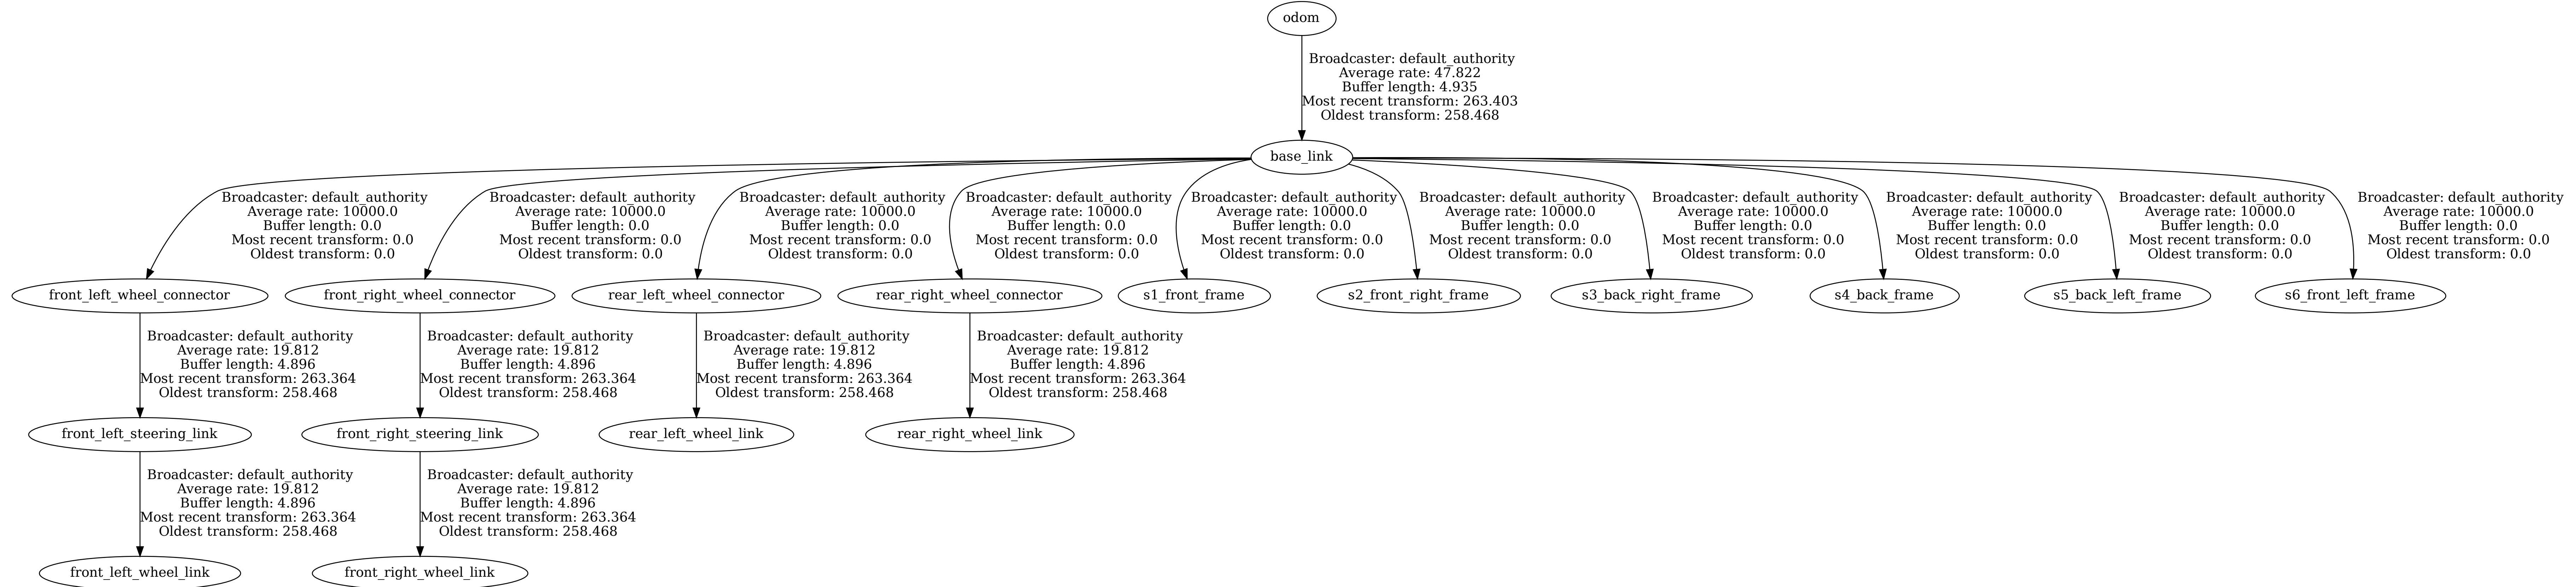 odom
Broadcaster: default_authority
Average rate: 47.822
Buffer length: 4.935
Most recent transform: 263.403
Oldest transform: 258.468
base_link
Broadcaster: default_authority
Average rate: 10000.0
Buffer length: 0.0
Most recent transform: 0.0
Oldest transform: 0.0
Broadcaster: default_authority
Average rate: 10000.0
Buffer length: 0.0
Most recent transform: 0.0
Oldest transform: 0.0
Broadcaster: default_authority
Average rate: 10000.0
Buffer length: 0.0
Most recent transform: 0.0
Oldest transform: 0.0
Broadcaster: default_authority
Average rate: 10000.0
Buffer length: 0.0
Most recent transform: 0.0
Oldest transform: 0.0
Broadcaster: default_authority
Average rate: 10000.0
Buffer length: 0.0
Most recent transform: 0.0
Oldest transform: 0.0
Broadcaster: default_authority
Average rate: 10000.0
Buffer length: 0.0
Most recent transform: 0.0
Oldest transform: 0.0
Broadcaster: default_authority
Average rate: 10000.0
Buffer length: 0.0
Most recent transform: 0.0
Oldest transform: 0.0
Broadcaster: default_authority
Average rate: 10000.0
Buffer length: 0.0
Most recent transform: 0.0
Oldest transform: 0.0
Broadcaster: default_authority
Average rate: 10000.0
Buffer length: 0.0
Most recent transform: 0.0
Oldest transform: 0.0
Broadcaster: default_authority
Average rate: 10000.0
Buffer length: 0.0
Most recent transform: 0.0
Oldest transform: 0.0
front_left_wheel_connector
front_right_wheel_connector
rear_left_wheel_connector
rear_right_wheel_connector
s1_front_frame
s2_front_right_frame
s3_back_right_frame
s4_back_frame
s5_back_left_frame
s6_front_left_frame
Broadcaster: default_authority
Average rate: 19.812
Buffer length: 4.896
Most recent transform: 263.364
Oldest transform: 258.468
Broadcaster: default_authority
Average rate: 19.812
Buffer length: 4.896
Most recent transform: 263.364
Oldest transform: 258.468
Broadcaster: default_authority
Average rate: 19.812
Buffer length: 4.896
Most recent transform: 263.364
Oldest transform: 258.468
Broadcaster: default_authority
Average rate: 19.812
Buffer length: 4.896
Most recent transform: 263.364
Oldest transform: 258.468
front_left_steering_link
front_right_steering_link
rear_left_wheel_link
rear_right_wheel_link
Broadcaster: default_authority
Average rate: 19.812
Buffer length: 4.896
Most recent transform: 263.364
Oldest transform: 258.468
Broadcaster: default_authority
Average rate: 19.812
Buffer length: 4.896
Most recent transform: 263.364
Oldest transform: 258.468
front_left_wheel_link
front_right_wheel_link